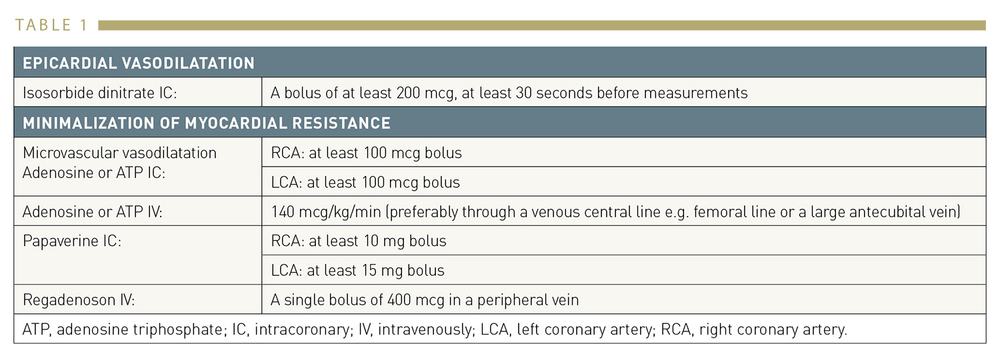 TABLE 1
EPICARDIAL VASODILATATION
Isosorbide dinitrate IC: A bolus of at least 200 mcg, at least 30 seconds before measurements
MINIMALIZATION OF MYOCARDIAL RESISTANCE
Microvascular vasodilatation
Adenosine or ATP IC:
RCA: at least 100 mcg bolus
LCA: at least 100 mcg bolus
Adenosine or ATP IV: 140 mcg/kg/min (preferably through a venous central line e.g. femoral line or a large antecubital vein)
Papaverine IC: RCA: at least 10 mg bolus
LCA: at least 15 mg bolus
Regadenoson IV: A single bolus of 400 mcg in a peripheral vein
ATP, adenosine triphosphate; IC, intracoronary; IV, intravenously; LCA, left coronary artery; RCA, right coronary artery.